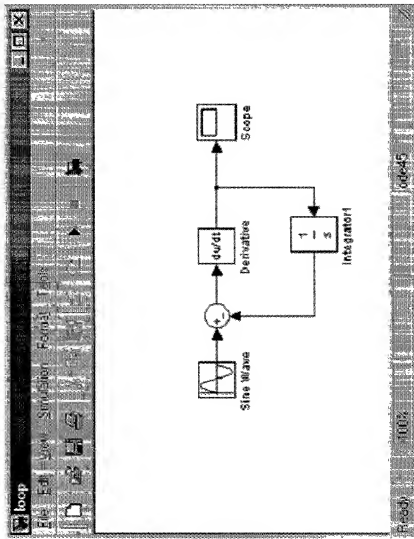 loop
File Edit View Simulation Format Tools
Sine Wave
+
−
du/dt
Derivative
Scope
1
s
Integrator1
Ready
100%
ode45